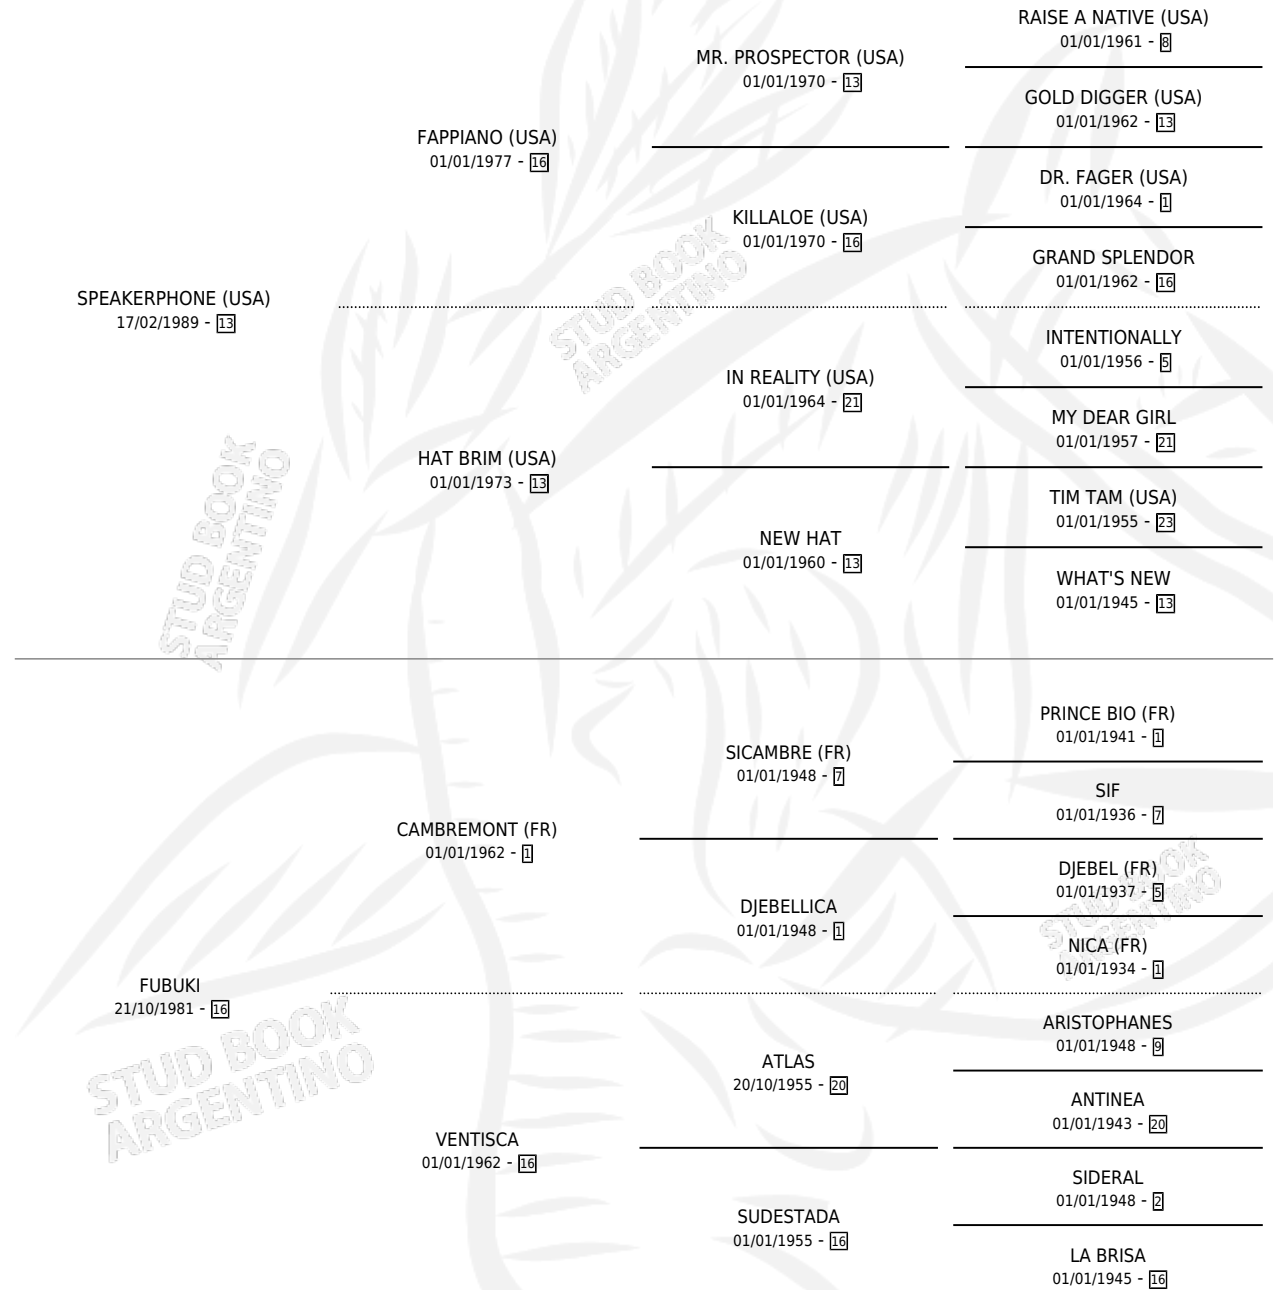 RAISE A NATIVE (USA)
01/01/1961 - 8
MR. PROSPECTOR (USA)
01/01/1970 - 13
GOLD DIGGER (USA)
01/01/1962 - 13
FAPPIANO (USA)
01/01/1977 - 16
DR. FAGER (USA)
01/01/1964 - 1
KILLALOE (USA)
01/01/1970 - 16
GRAND SPLENDOR
01/01/1962 - 16
SPEAKERPHONE (USA)
17/02/1989 - 13
INTENTIONALLY
01/01/1956 - 5
IN REALITY (USA)
01/01/1964 - 21
MY DEAR GIRL
01/01/1957 - 21
HAT BRIM (USA)
01/01/1973 - 13
TIM TAM (USA)
01/01/1955 - 23
NEW HAT
01/01/1960 - 13
WHAT'S NEW
01/01/1945 - 13
STUD BOOK
ARGENTINO
STUD BOOK
ARGENTINO
PRINCE BIO (FR)
01/01/1941 - 1
SICAMBRE (FR)
01/01/1948 - 7
SIF
01/01/1936 - 7
CAMBREMONT (FR)
01/01/1962 - 1
DJEBEL (FR)
01/01/1937 - 5
DJEBELLICA
01/01/1948 - 1
NICA (FR)
01/01/1934 - 1
FUBUKI
21/10/1981 - 16
ARISTOPHANES
01/01/1948 - 9
ATLAS
20/10/1955 - 20
ANTINEA
01/01/1943 - 20
VENTISCA
01/01/1962 - 16
SIDERAL
01/01/1948 - 2
SUDESTADA
01/01/1955 - 16
LA BRISA
01/01/1945 - 16
STUD BOOK
ARGENTINO
STUD BOOK
ARGENTINO